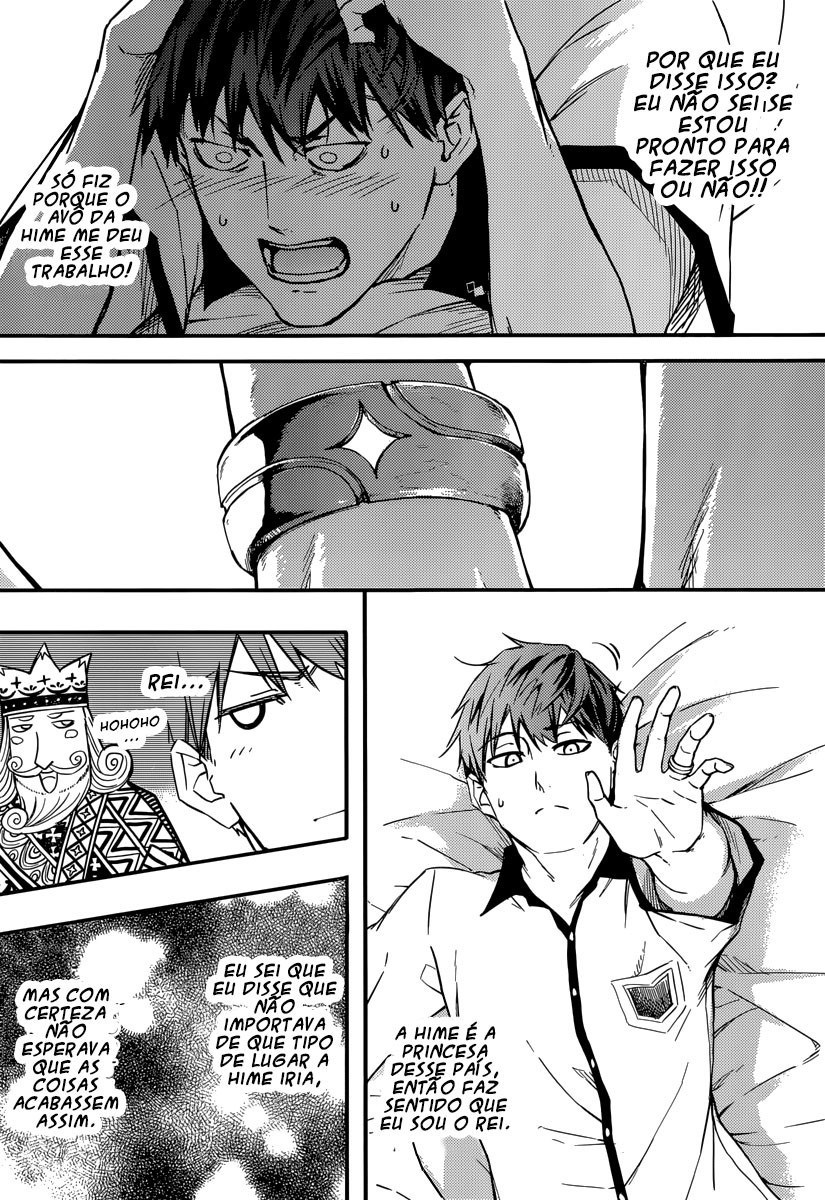 POR QUE EU
DISSE ISSO?
EU NÃO SEI SE
ESTOU
PRONTO PARA
FAZER ISSO
OU NÃO!!
SÓ FIZ
PORQUE O
AVÔ DA
HIME ME DEU
ESSE
TRABALHO!
REI...
HOHOHO
...
A HIME É A
PRINCESA
DESSE PAÍS,
ENTÃO FAZ
SENTIDO QUE
EU SOU O REI.
EU SEI QUE
EU DISSE QUE
NÃO
IMPORTAVA
DE QUE TIPO
DE LUGAR A
HIME IRIA,
MAS COM
CERTEZA
NÃO
ESPERAVA
QUE AS
COISAS
ACABASSEM
ASSIM.